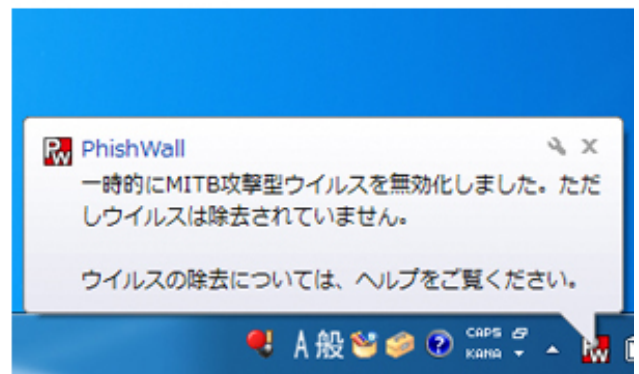 PhishWall
一時的にMITB攻撃型ウイルスを無効化しました。ただ
しウイルスは除去されていません。
ウイルスの除去については、ヘルプをご覧ください。
A 般 CAPS
KANA
PW